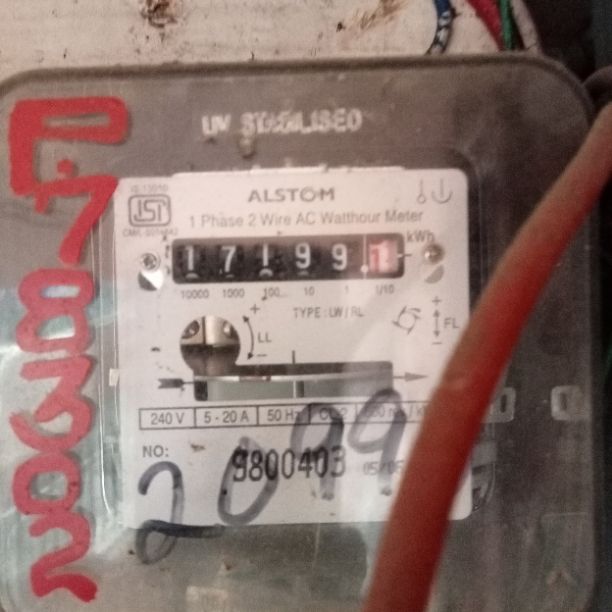 UV STABILISED
IS:13010
ISI
ALSTOM
1 Phase 2 Wire AC Watthour Meter
1 7 1 9 9 . 1 kWh
10000 1000 100 10 1 1/10
+ LL −
TYPE : LW / RL
+ FL −
240 V 5 - 20 A 50 Hz
NO: 9800403
2099
P.783202